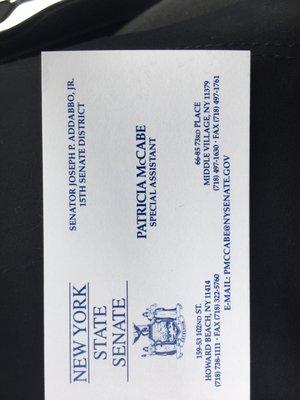 NEW YORK
STATE
SENATE
SENATOR JOSEPH P. ADDABBO, JR.
15TH SENATE DISTRICT
PATRICIA McCABE
SPECIAL ASSISTANT
159-53 102ND ST.
HOWARD BEACH, NY 11414
(718) 738-1111 · FAX (718) 322-5760
66-85 73RD PLACE
MIDDLE VILLAGE, NY 11379
(718) 497-1630 · FAX (718) 497-1761
E-MAIL: PMCCABE@NYSENATE.GOV